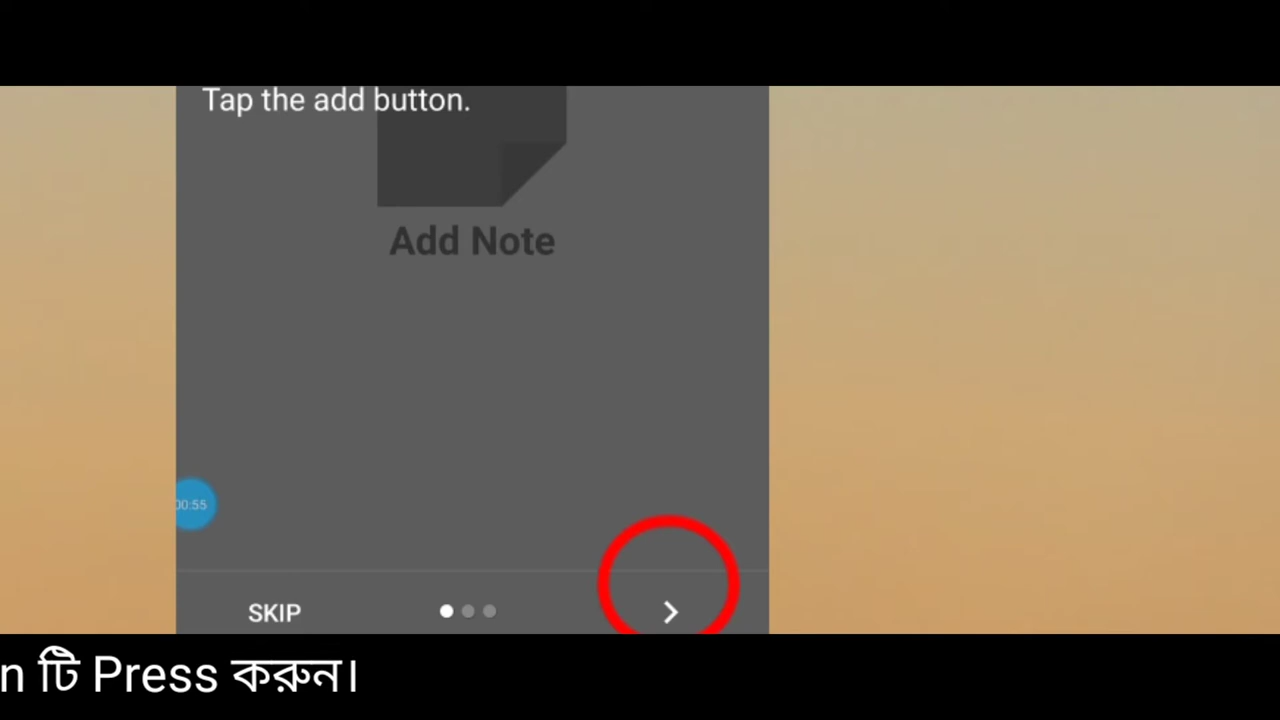 Tap the add button.
Add Note
00:55
SKIP
n টি Press করুন।